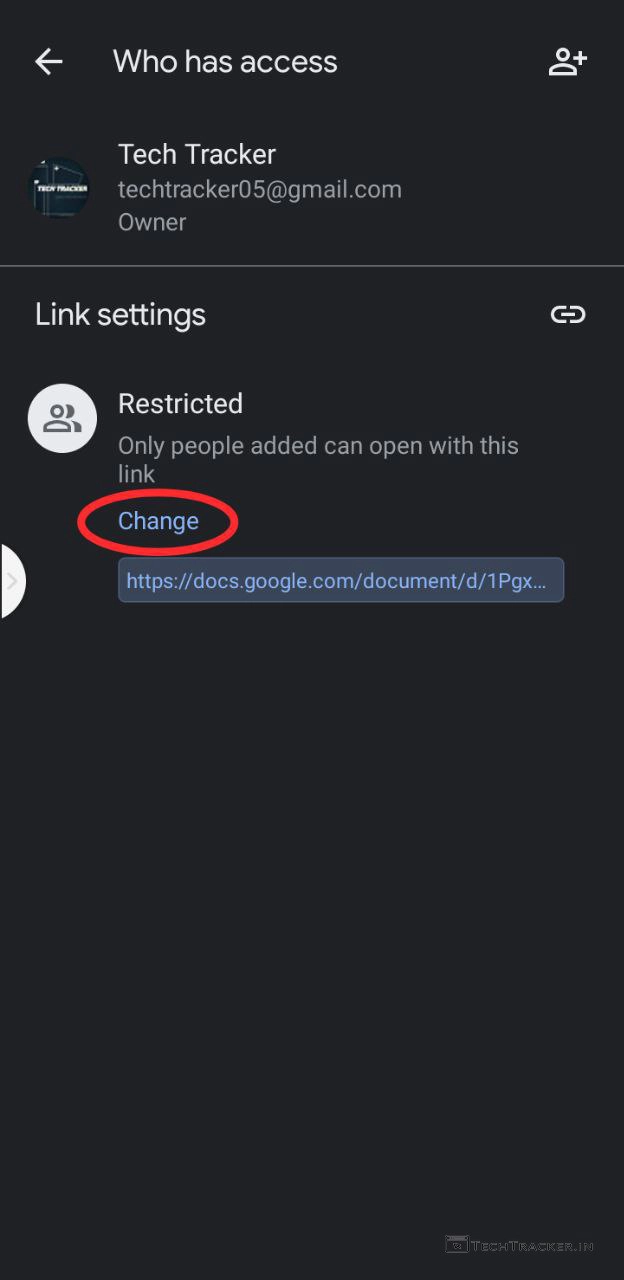 Who has access
Tech Tracker
TECH TRACKER
techtracker05@gmail.com
Owner
Link settings
Restricted
Only people added can open with this
link
Change
https://docs.google.com/document/d/1Pgx...
TECHTRACKER.IN